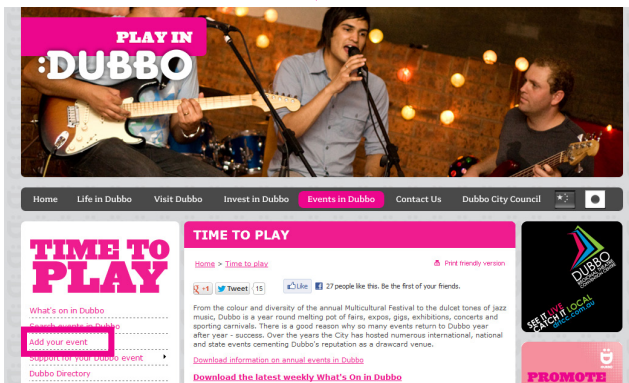 PLAY IN
:DUBBO
Home Life in Dubbo Visit Dubbo Invest in Dubbo Events in Dubbo Contact Us Dubbo City Council
TIME TO PLAY
TIME TO PLAY
Home > Time to play
Print friendly version
+1 Tweet 15 Like 27 people like this. Be the first of your friends.
What's on in Dubbo
Search events in Dubbo
Add your event
Support for your Dubbo event
Dubbo Directory
From the colour and diversity of the annual Multicultural Festival to the dulcet tones of jazz
music, Dubbo is a year round melting pot of fairs, expos, gigs, exhibitions, concerts and
sporting carnivals. There is a good reason why so many events return to Dubbo year
after year - success. Over the years the City has hosted numerous international, national
and state events cementing Dubbo's reputation as a drawcard venue.
Download information on annual events in Dubbo
Download the latest weekly What's On in Dubbo
DUBBO
REGIONAL THEATRE
CONVENTION CENTRE
SEE IT LIVE
CATCH IT LOCAL
drtcc.com.au
PROMOTE